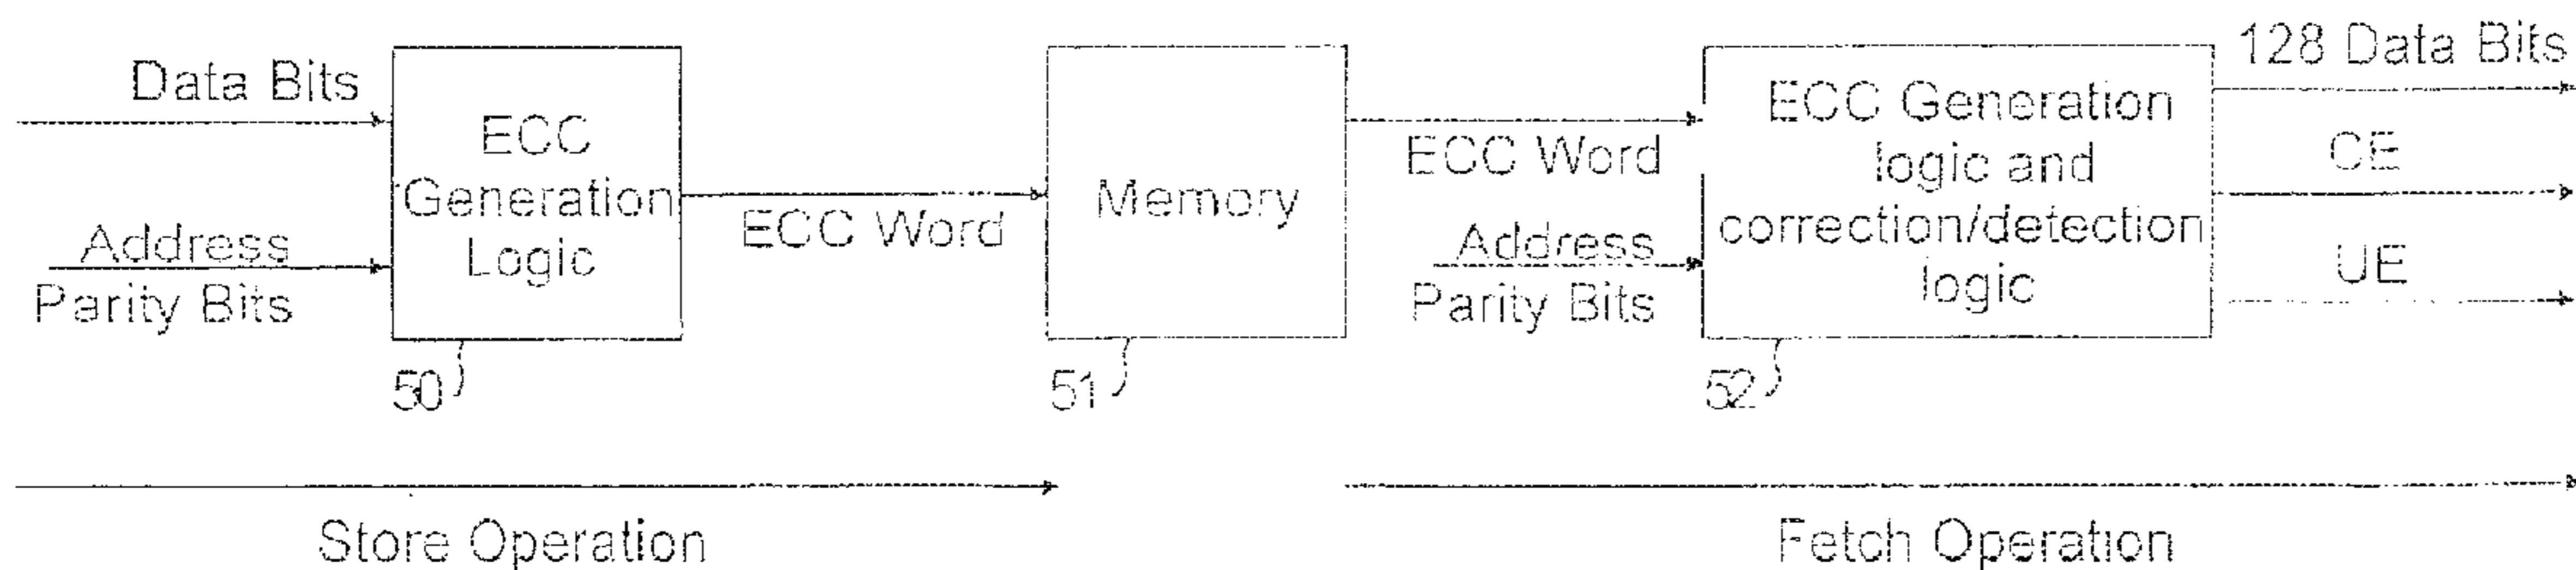 Data Bits
Address
Parity Bits
ECC
Generation
Logic
50
ECC Word
Memory
51
ECC Word
Address
Parity Bits
ECC Generation
logic and
correction/detection
logic
52
128 Data Bits
CE
UE
Store Operation
Fetch Operation